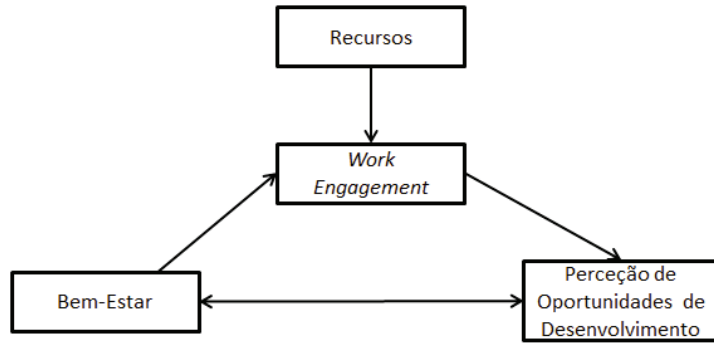 Recursos
Work
Engagement
Bem-Estar
Perceção de
Oportunidades de
Desenvolvimento